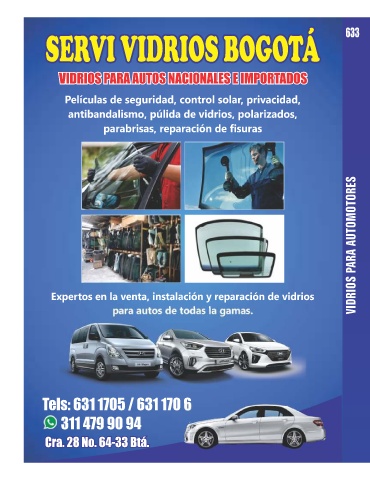 633
SERVI VIDRIOS BOGOTÁ
VIDRIOS PARA AUTOS NACIONALES E IMPORTADOS
Películas de seguridad, control solar, privacidad,
antibandalismo, púlida de vidrios, polarizados,
parabrisas, reparación de fisuras
Expertos en la venta, instalación y reparación de vidrios
para autos de todas la gamas.
Tels: 631 1705 / 631 170 6
311 479 90 94
Cra. 28 No. 64-33 Btá.
VIDRIOS PARA AUTOMOTORES